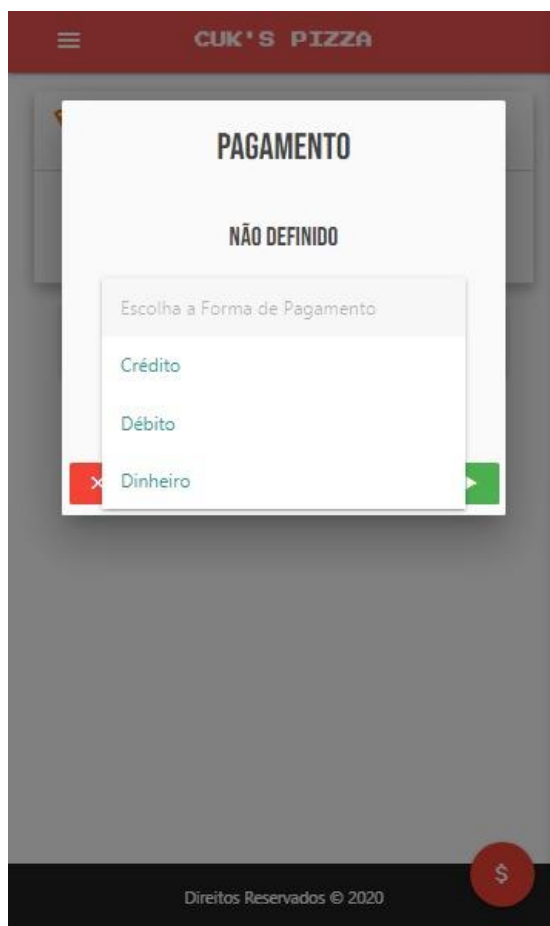 CUK'S PIZZA
PAGAMENTO
NÃO DEFINIDO
Escolha a Forma de Pagamento
Crédito
Débito
Dinheiro
$
Direitos Reservados © 2020